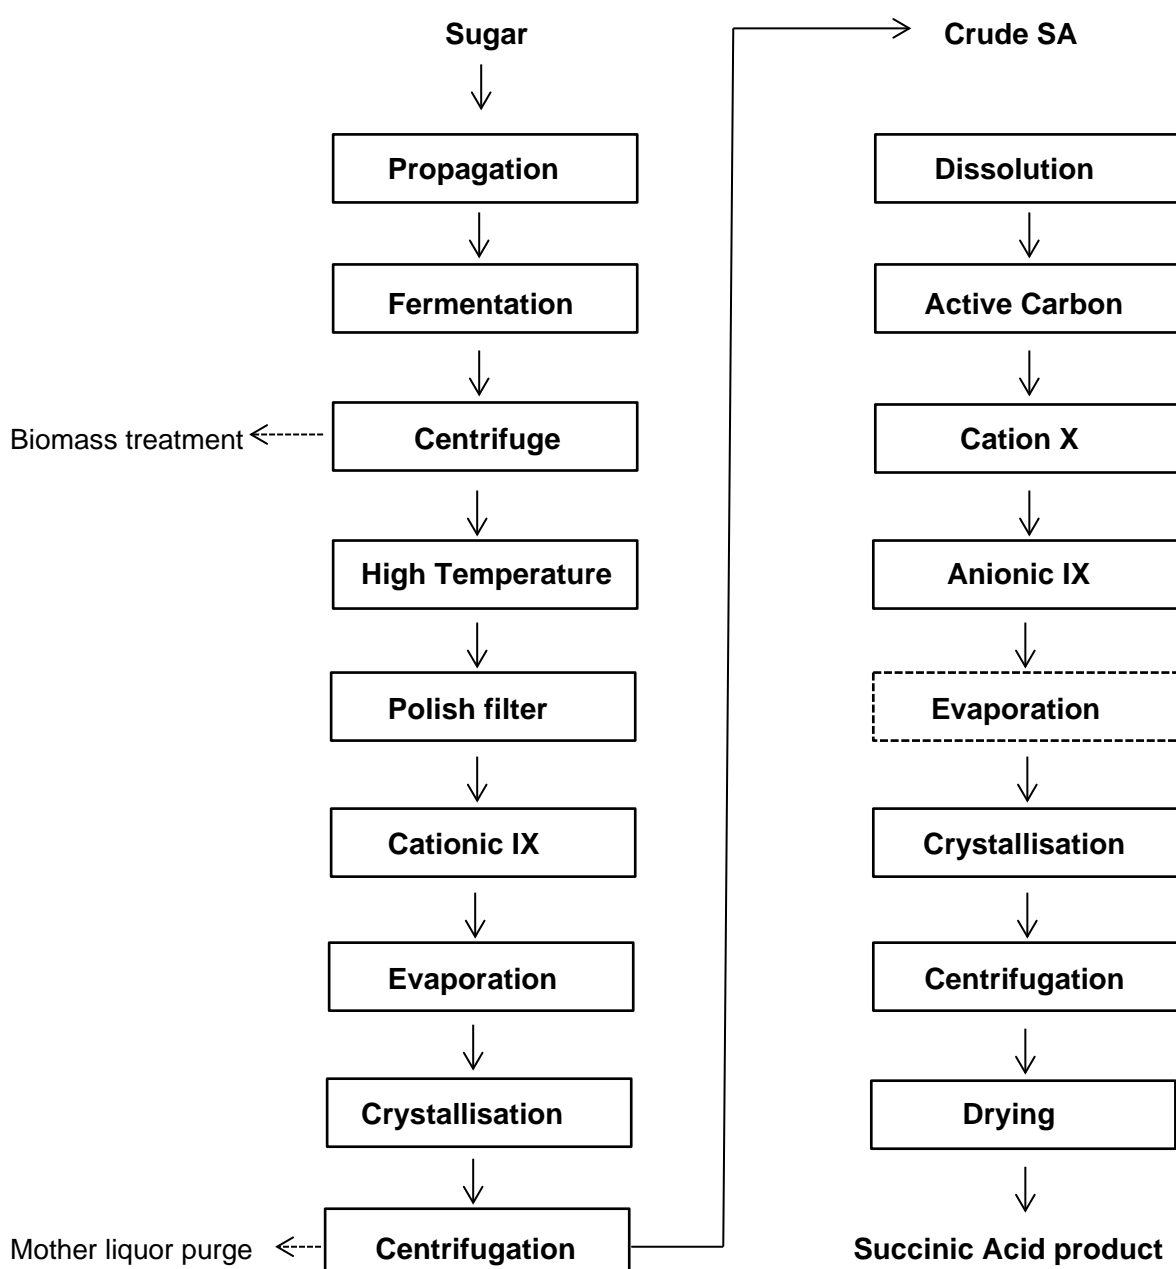 Sugar
Propagation
Fermentation
Biomass treatment
Centrifuge
High Temperature
Polish filter
Cationic IX
Evaporation
Crystallisation
Mother liquor purge
Centrifugation
Crude SA
Dissolution
Active Carbon
Cation X
Anionic IX
Evaporation
Crystallisation
Centrifugation
Drying
Succinic Acid product